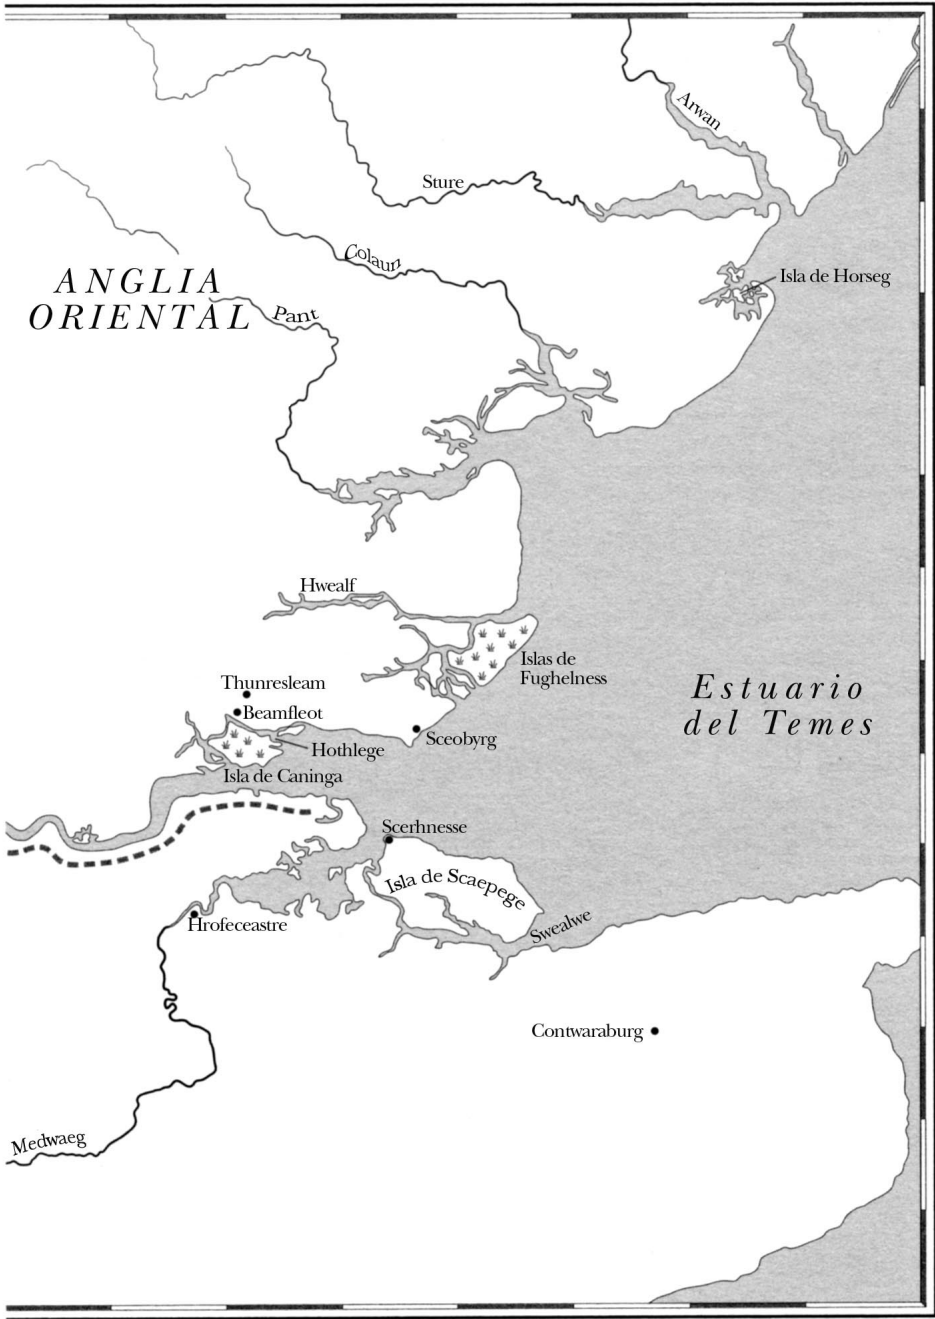 Arwan
Sture
Colaun
Isla de Horseg
ANGLIA
ORIENTAL
Pant
Hwealf
Islas de
Fughelness
Thunresleam
Beamfleot
Estuario
del Temes
Sceobyrg
Hothlege
Isla de Caninga
Scerhnesse
Isla de Scaepege
Hrofeceastre
Swealwe
Contwaraburg
Medwaeg